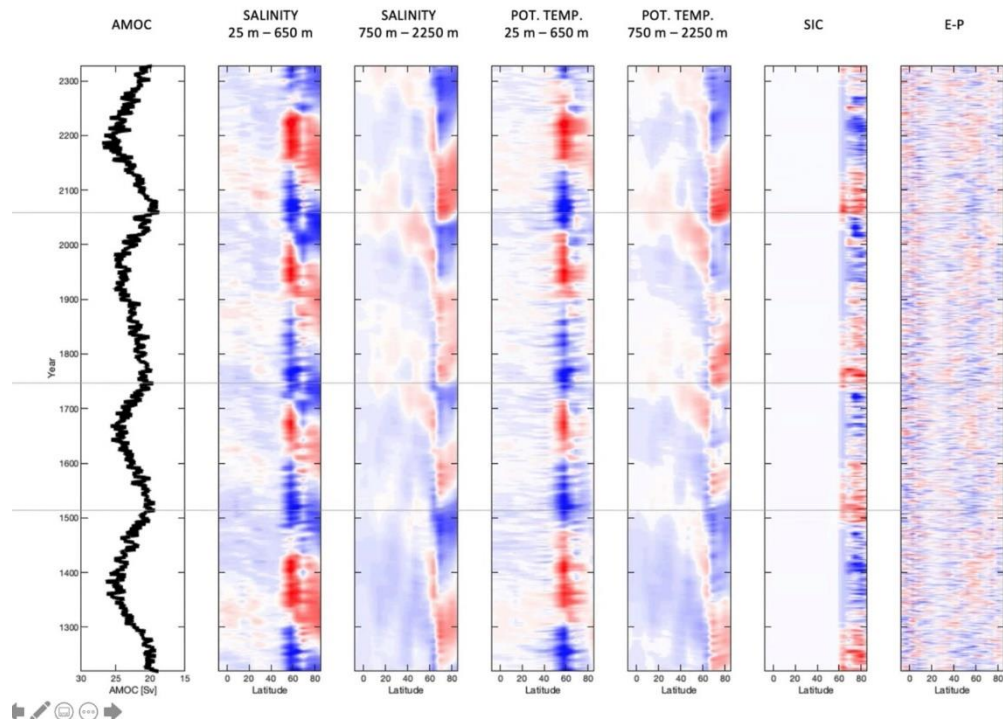 AMOC
SALINITY
25 m – 650 m
SALINITY
750 m – 2250 m
POT. TEMP.
25 m – 650 m
POT. TEMP.
750 m – 2250 m
SIC
E-P
2300
2200
2100
2000
1900
1800
1700
1600
1500
1400
1300
Year
30 25 20 15
AMOC [Sv]
0 20 40 60 80
Latitude
0 20 40 60 80
Latitude
0 20 40 60 80
Latitude
0 20 40 60 80
Latitude
0 20 40 60 80
Latitude
0 20 40 60 80
Latitude